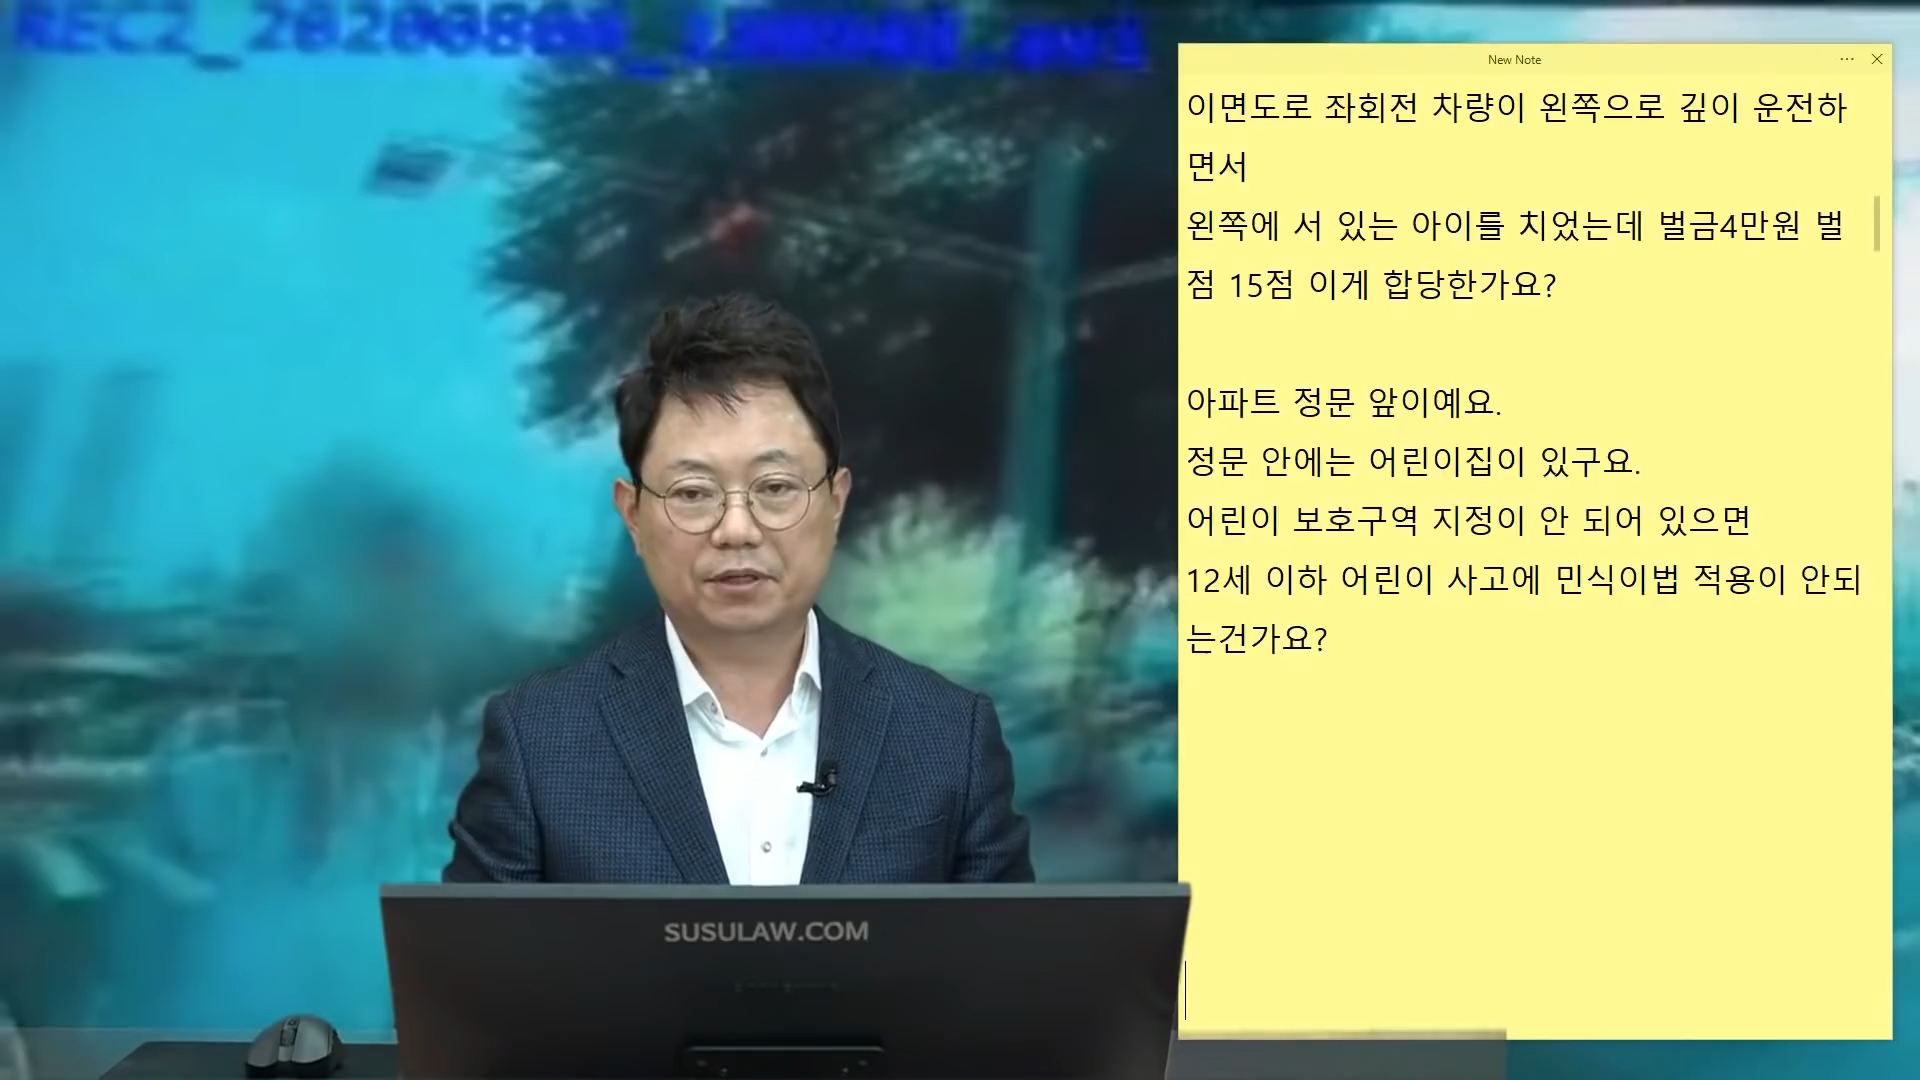 New Note
이면도로 좌회전 차량이 왼쪽으로 깊이 운전하
면서
왼쪽에 서 있는 아이를 치었는데 벌금4만원 벌
점 15점 이게 합당한가요?
아파트 정문 앞이예요.
정문 안에는 어린이집이 있구요.
어린이 보호구역 지정이 안 되어 있으면
12세 이하 어린이 사고에 민식이법 적용이 안되
는건가요?
SUSULAW.COM